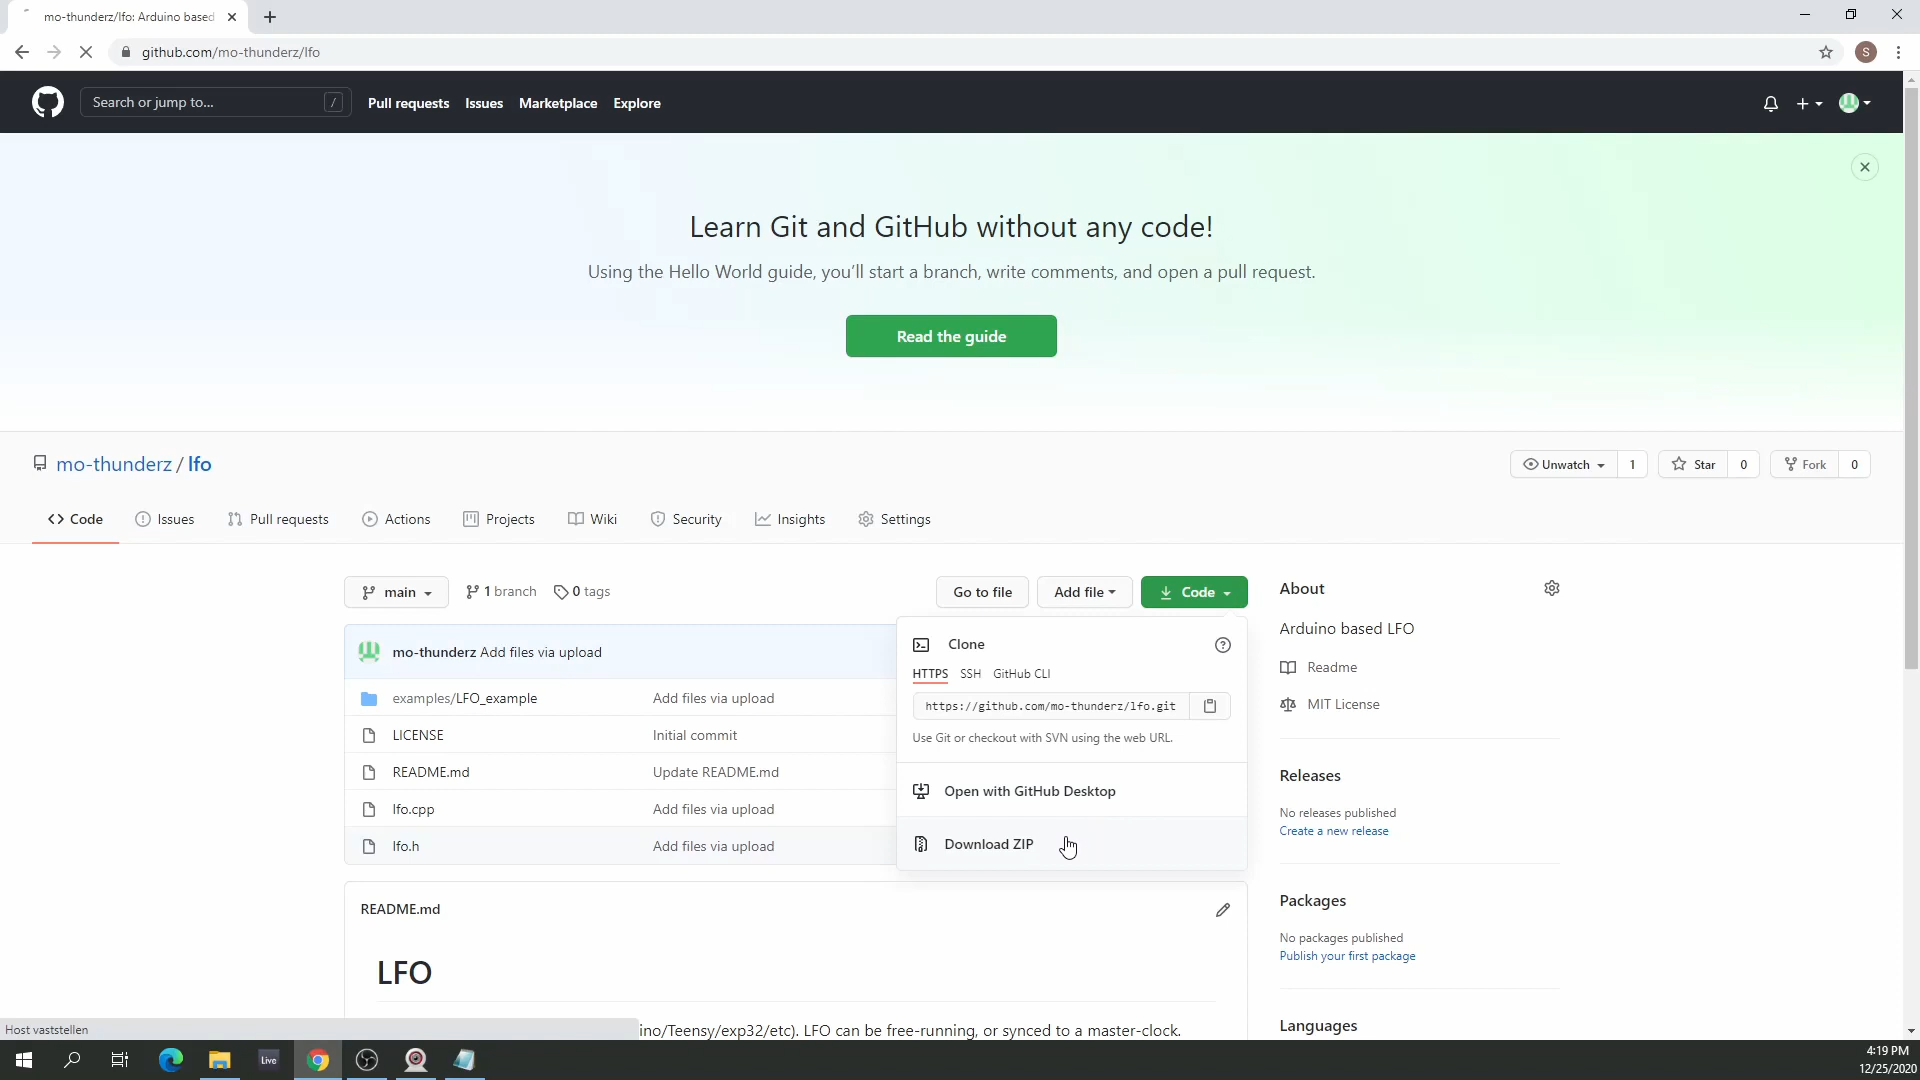 mo-thunderz/lfo: Arduino based
github.com/mo-thunderz/lfo
S
Search or jump to...
/
Pull requests
Issues
Marketplace
Explore
Learn Git and GitHub without any code!
Using the Hello World guide, you’ll start a branch, write comments, and open a pull request.
Read the guide
mo-thunderz / lfo
Unwatch 1
Star 0
Fork 0
Code
Issues
Pull requests
Actions
Projects
Wiki
Security
Insights
Settings
main
1 branch
0 tags
Go to file
Add file
Code
mo-thunderz Add files via upload
examples/LFO_example Add files via upload
LICENSE Initial commit
README.md Update README.md
lfo.cpp Add files via upload
lfo.h Add files via upload
Clone
HTTPS SSH GitHub CLI
https://github.com/mo-thunderz/lfo.git
Use Git or checkout with SVN using the web URL.
Open with GitHub Desktop
Download ZIP
About
Arduino based LFO
Readme
MIT License
Releases
No releases published
Create a new release
Packages
No packages published
Publish your first package
Languages
README.md
LFO
ino/Teensy/exp32/etc). LFO can be free-running, or synced to a master-clock.
Host vaststellen
Live
4:19 PM
12/25/2020